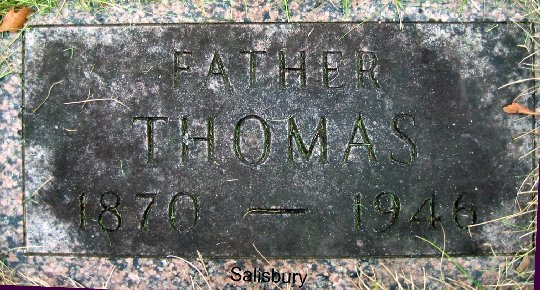 FATHER
THOMAS
1870 — 1946
Salisbury